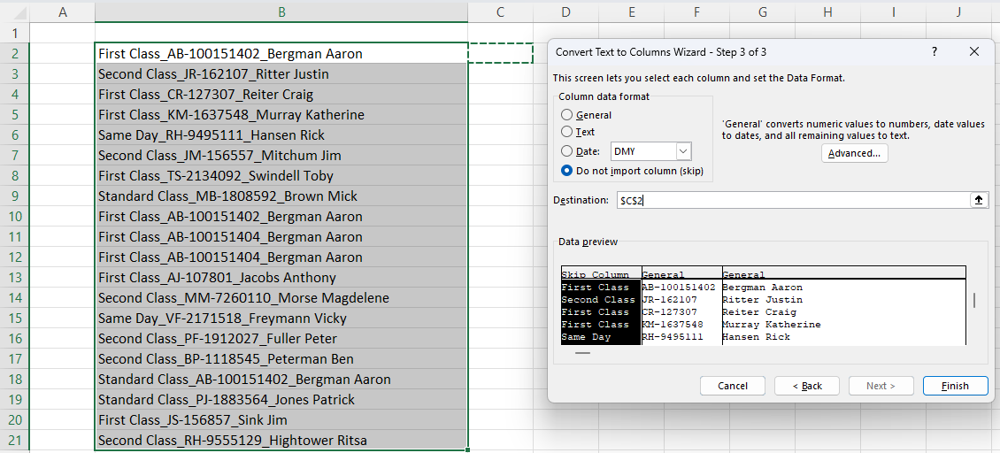 A B C D E F G H I J
1
2 First Class_AB-100151402_Bergman Aaron
3 Second Class_JR-162107_Ritter Justin
4 First Class_CR-127307_Reiter Craig
5 First Class_KM-1637548_Murray Katherine
6 Same Day_RH-9495111_Hansen Rick
7 Second Class_JM-156557_Mitchum Jim
8 First Class_TS-2134092_Swindell Toby
9 Standard Class_MB-1808592_Brown Mick
10 First Class_AB-100151402_Bergman Aaron
11 First Class_AB-100151404_Bergman Aaron
12 First Class_AB-100151404_Bergman Aaron
13 First Class_AJ-107801_Jacobs Anthony
14 Second Class_MM-7260110_Morse Magdelene
15 Same Day_VF-2171518_Freymann Vicky
16 Second Class_PF-1912027_Fuller Peter
17 Second Class_BP-1118545_Peterman Ben
18 Standard Class_AB-100151402_Bergman Aaron
19 Standard Class_PJ-1883564_Jones Patrick
20 First Class_JS-156857_Sink Jim
21 Second Class_RH-9555129_Hightower Ritsa
Convert Text to Columns Wizard - Step 3 of 3 ?
This screen lets you select each column and set the Data Format.
Column data format
General
Text
Date: DMY
Do not import column (skip)
'General' converts numeric values to numbers, date values
to dates, and all remaining values to text.
Advanced...
Destination: $C$2
Data preview
Skip Column General General
First Class AB-100151402 Bergman Aaron
Second Class JR-162107 Ritter Justin
First Class CR-127307 Reiter Craig
First Class KM-1637548 Murray Katherine
Same Day RH-9495111 Hansen Rick
Cancel < Back Next > Finish